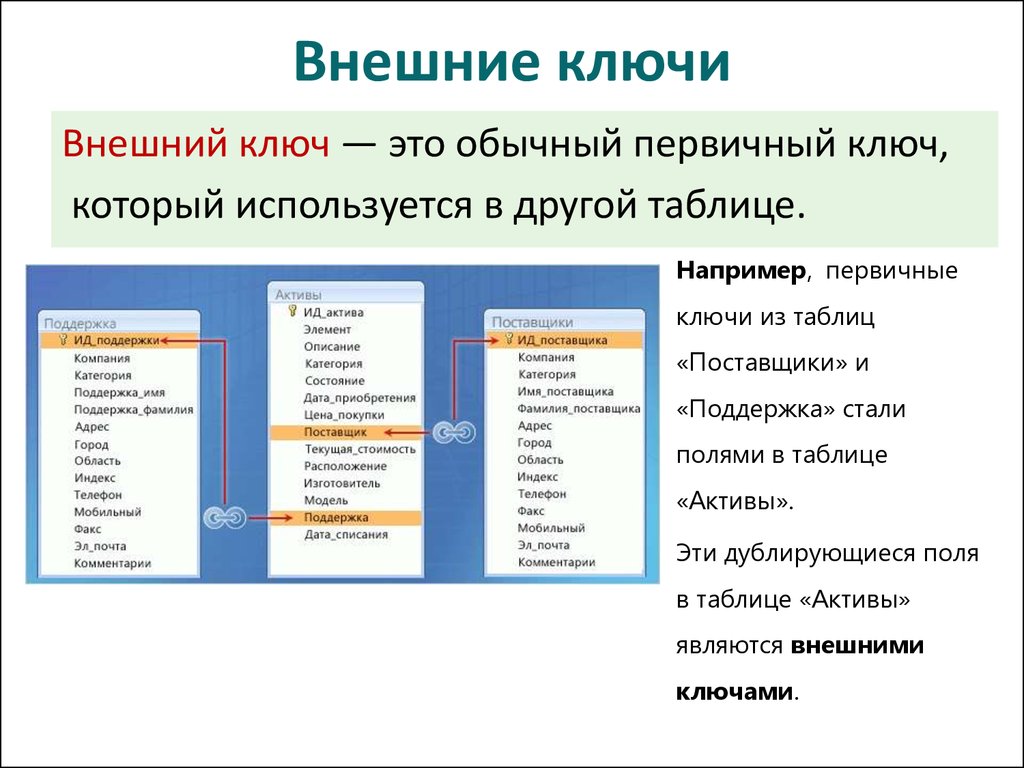 Внешние ключи
Внешний ключ — это обычный первичный ключ,
который используется в другой таблице.
Поддержка
ИД_поддержки
Компания
Категория
Поддержка_имя
Поддержка_фамилия
Адрес
Город
Область
Индекс
Телефон
Мобильный
Факс
Эл_почта
Комментарии
Активы
ИД_актива
Элемент
Описание
Категория
Состояние
Дата_приобретения
Цена_покупки
Поставщик
Текущая_стоимость
Расположение
Изготовитель
Модель
Поддержка
Дата_списания
Поставщики
ИД_поставщика
Компания
Категория
Имя_поставщика
Фамилия_поставщика
Адрес
Город
Область
Индекс
Телефон
Факс
Мобильный
Эл_почта
Комментарии
Например, первичные
ключи из таблиц
«Поставщики» и
«Поддержка» стали
полями в таблице
«Активы».
Эти дублирующиеся поля
в таблице «Активы»
являются внешними
ключами.